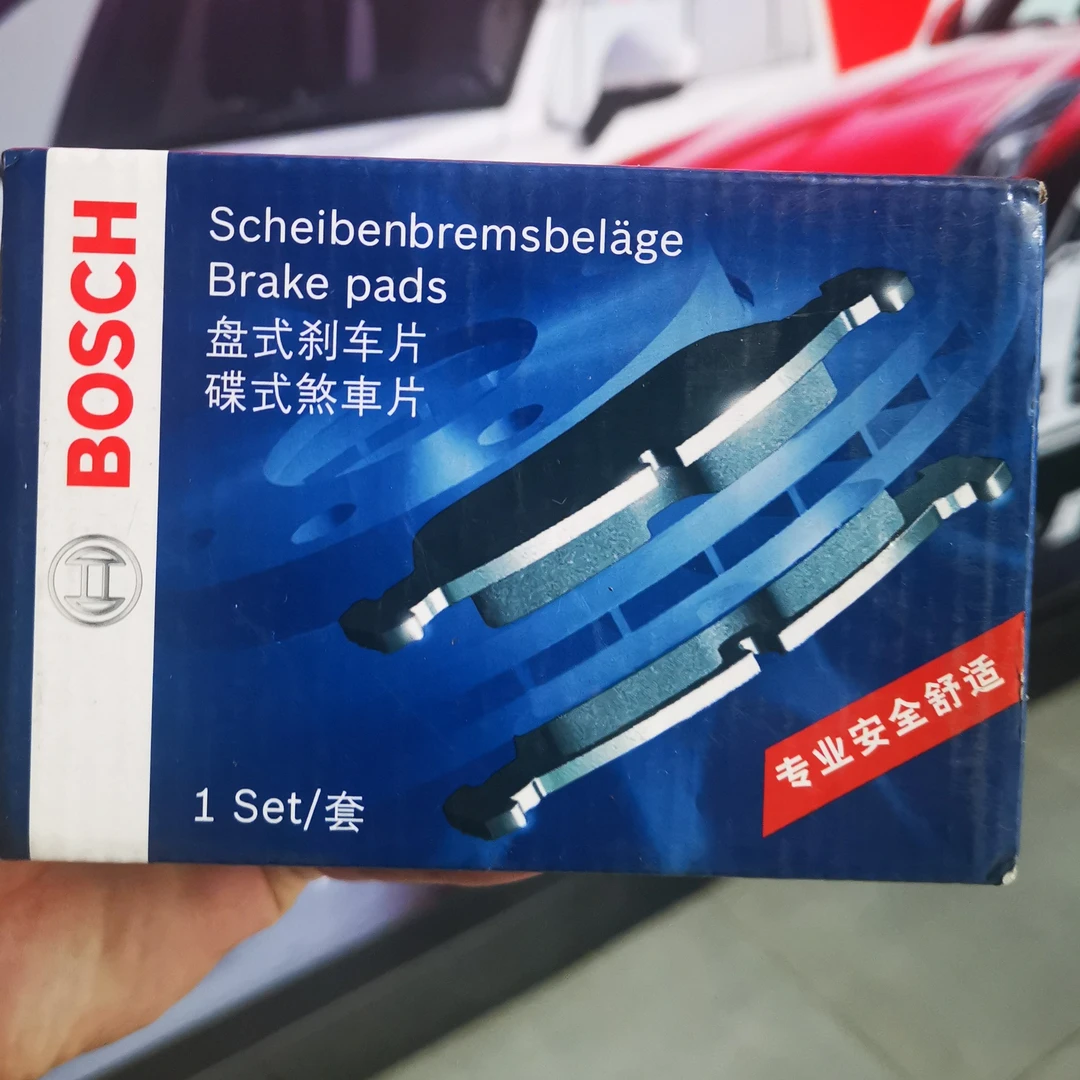 BOSCH
Scheibenbremsbeläge
Brake pads
盘式刹车片
碟式煞車片
专业安全舒适
1 Set/套